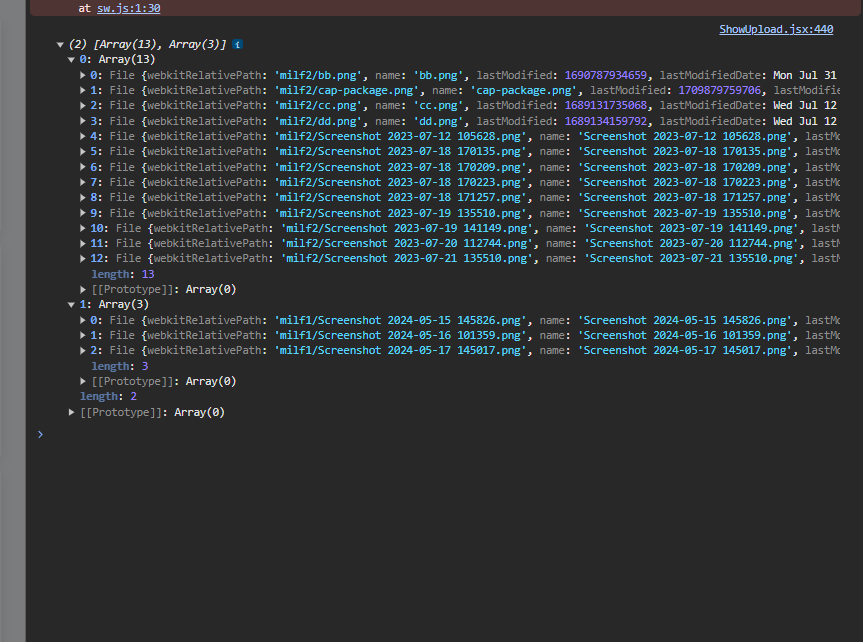 at sw.js:1:30
ShowUpload.jsx:440
▼ (2) [Array(13), Array(3)] i
▼ 0: Array(13)
▶ 0: File {webkitRelativePath: 'milf2/bb.png', name: 'bb.png', lastModified: 1690787934659, lastModifiedDate: Mon Jul 31
▶ 1: File {webkitRelativePath: 'milf2/cap-package.png', name: 'cap-package.png', lastModified: 1709879759706, lastModifie
▶ 2: File {webkitRelativePath: 'milf2/cc.png', name: 'cc.png', lastModified: 1689131735068, lastModifiedDate: Wed Jul 12
▶ 3: File {webkitRelativePath: 'milf2/dd.png', name: 'dd.png', lastModified: 1689134159792, lastModifiedDate: Wed Jul 12
▶ 4: File {webkitRelativePath: 'milf2/Screenshot 2023-07-12 105628.png', name: 'Screenshot 2023-07-12 105628.png', lastMo
▶ 5: File {webkitRelativePath: 'milf2/Screenshot 2023-07-18 170135.png', name: 'Screenshot 2023-07-18 170135.png', lastMo
▶ 6: File {webkitRelativePath: 'milf2/Screenshot 2023-07-18 170209.png', name: 'Screenshot 2023-07-18 170209.png', lastMo
▶ 7: File {webkitRelativePath: 'milf2/Screenshot 2023-07-18 170223.png', name: 'Screenshot 2023-07-18 170223.png', lastMo
▶ 8: File {webkitRelativePath: 'milf2/Screenshot 2023-07-18 171257.png', name: 'Screenshot 2023-07-18 171257.png', lastMo
▶ 9: File {webkitRelativePath: 'milf2/Screenshot 2023-07-19 135510.png', name: 'Screenshot 2023-07-19 135510.png', lastMo
▶ 10: File {webkitRelativePath: 'milf2/Screenshot 2023-07-19 141149.png', name: 'Screenshot 2023-07-19 141149.png', lastM
▶ 11: File {webkitRelativePath: 'milf2/Screenshot 2023-07-20 112744.png', name: 'Screenshot 2023-07-20 112744.png', lastM
▶ 12: File {webkitRelativePath: 'milf2/Screenshot 2023-07-21 135510.png', name: 'Screenshot 2023-07-21 135510.png', lastM
length: 13
▶ [[Prototype]]: Array(0)
▼ 1: Array(3)
▶ 0: File {webkitRelativePath: 'milf1/Screenshot 2024-05-15 145826.png', name: 'Screenshot 2024-05-15 145826.png', lastMo
▶ 1: File {webkitRelativePath: 'milf1/Screenshot 2024-05-16 101359.png', name: 'Screenshot 2024-05-16 101359.png', lastMo
▶ 2: File {webkitRelativePath: 'milf1/Screenshot 2024-05-17 145017.png', name: 'Screenshot 2024-05-17 145017.png', lastMo
length: 3
▶ [[Prototype]]: Array(0)
length: 2
▶ [[Prototype]]: Array(0)
>